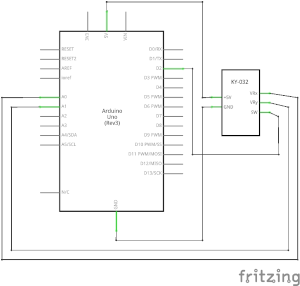 3V3
5V
VIN
RESET
RESET2
AREF
ioref
A0
A1
A2
A3
A4/SDA
A5/SCL
N/C
Arduino
Uno
(Rev3)
D0/RX
D1/TX
D2
D3 PWM
D4
D5 PWM
D6 PWM
D7
D8
D9 PWM
D10 PWM/SS
D11 PWM/MOSI
D12/MISO
D13/SCK
GND
KY-032
+5V
GND
VRx
VRy
SW
fritzing